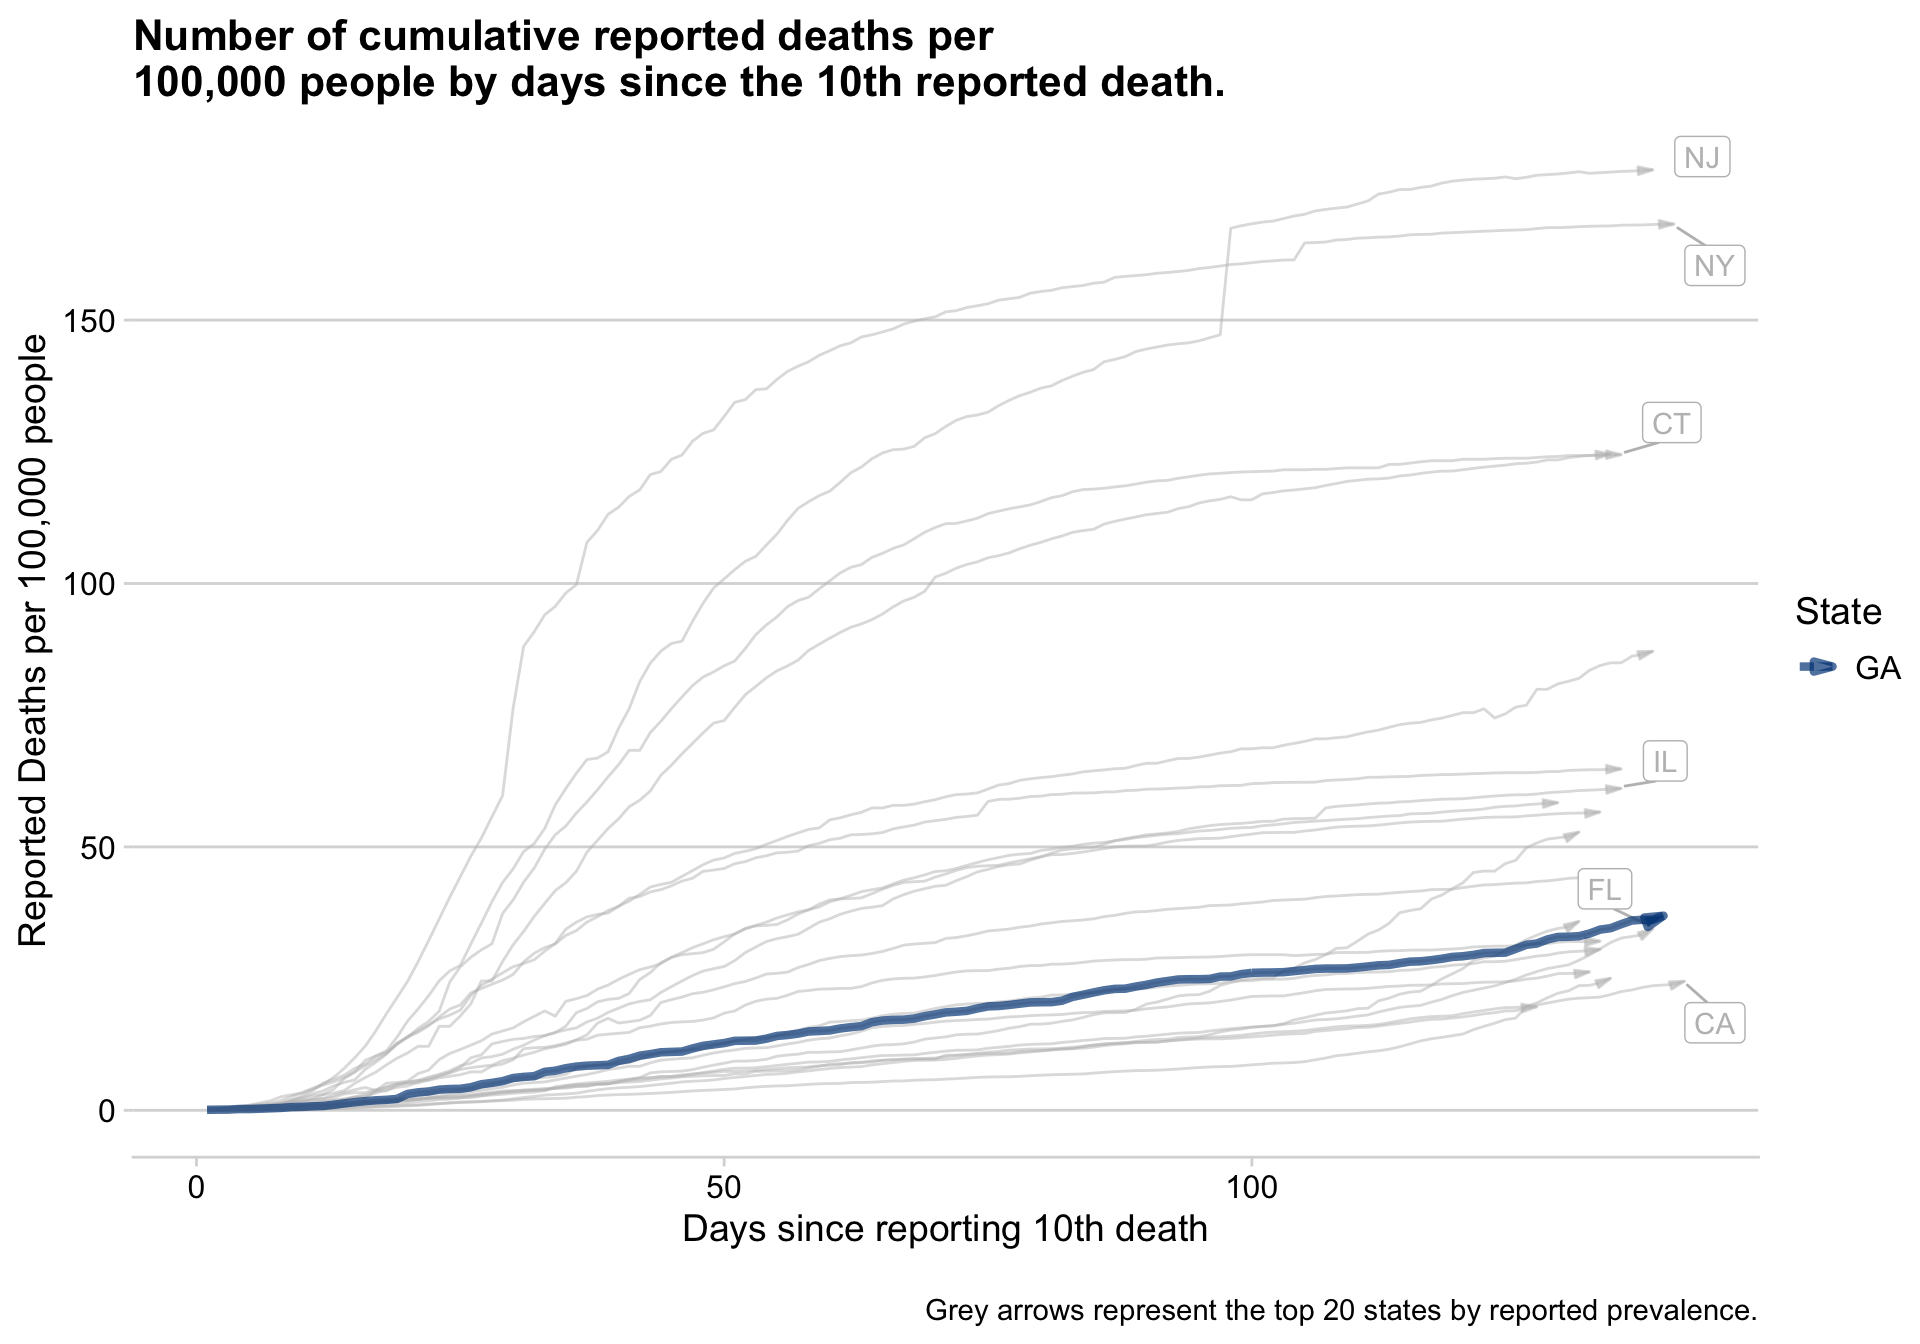 Number of cumulative reported deaths per
100,000 people by days since the 10th reported death.
Reported Deaths per 100,000 people
150
100
50
0
NJ
NY
CT
IL
FL
CA
State
GA
0
50
100
Days since reporting 10th death
Grey arrows represent the top 20 states by reported prevalence.